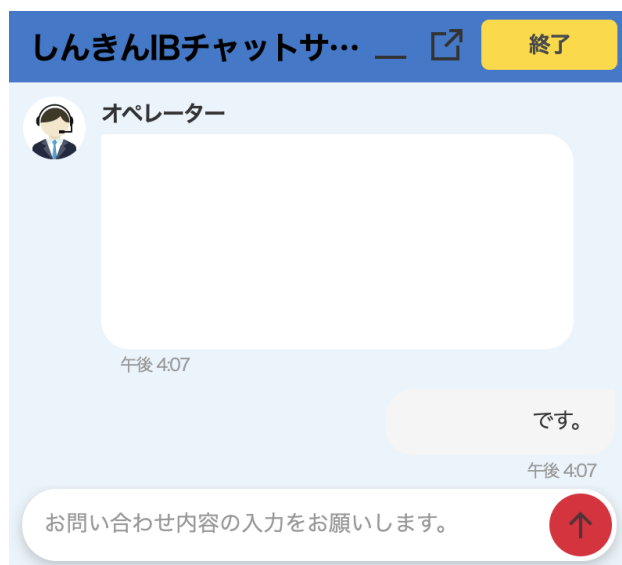 しんきんIBチャットサ…
終了
オペレーター
午後 4:07
です。
午後 4:07
お問い合わせ内容の入力をお願いします。